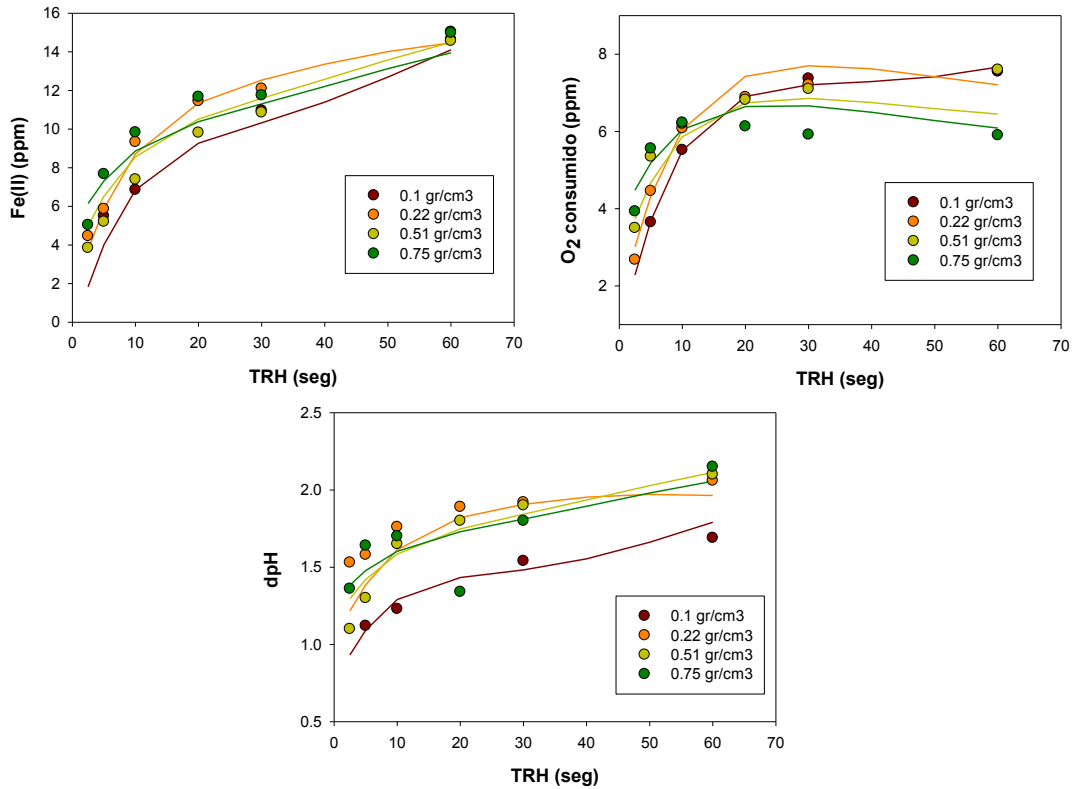 Fe(II) (ppm)
16
14
12
10
8
6
4
2
0
0.1 gr/cm3
0.22 gr/cm3
0.51 gr/cm3
0.75 gr/cm3
0 10 20 30 40 50 60 70
TRH (seg)
O2 consumido (ppm)
8
6
4
2
0.1 gr/cm3
0.22 gr/cm3
0.51 gr/cm3
0.75 gr/cm3
0 10 20 30 40 50 60 70
TRH (seg)
dpH
2.5
2.0
1.5
1.0
0.5
0.1 gr/cm3
0.22 gr/cm3
0.51 gr/cm3
0.75 gr/cm3
0 10 20 30 40 50 60 70
TRH (seg)